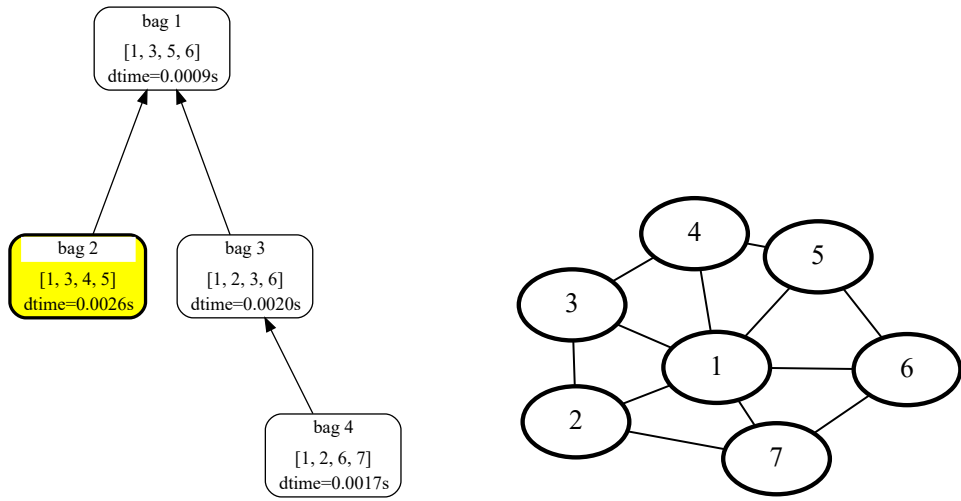 bag 1
[1, 3, 5, 6]
dtime=0.0009s
bag 2
[1, 3, 4, 5]
dtime=0.0026s
bag 3
[1, 2, 3, 6]
dtime=0.0020s
bag 4
[1, 2, 6, 7]
dtime=0.0017s
4
5
3
1
6
2
7